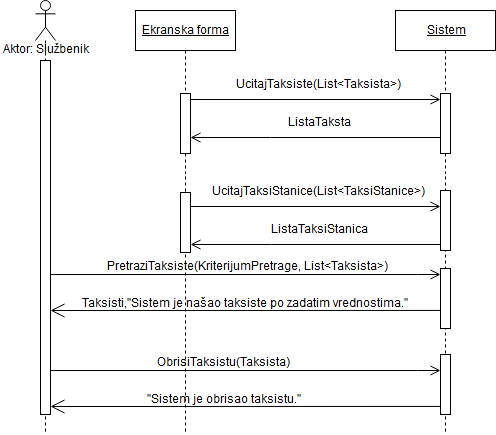 Aktor: Službenik
Ekranska forma
Sistem
UcitajTaksiste(List<Taksista>)
ListaTaksta
UcitajTaksiStanice(List<TaksiStanice>)
ListaTaksiStanica
PretraziTaksiste(KriterijumPretrage, List<Taksista>)
Taksisti,"Sistem je našao taksiste po zadatim vrednostima."
ObrisiTaksistu(Taksista)
"Sistem je obrisao taksistu."